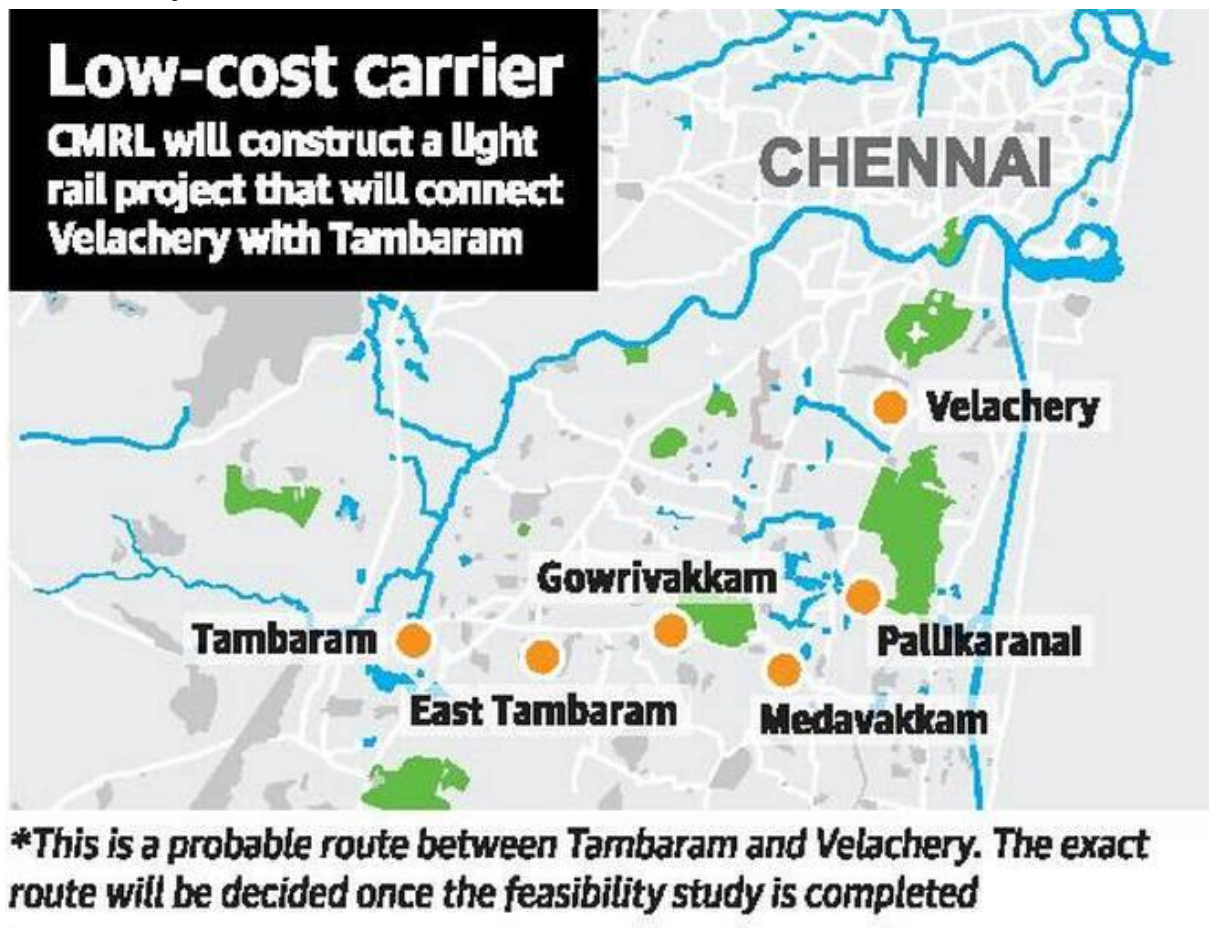 Low-cost carrier
CMRL will construct a light
rail project that will connect
Velachery with Tambaram
CHENNAI
Velachery
Gowrivakkam
Tambaram
Pallikaranai
East Tambaram
Medavakkam
*This is a probable route between Tambaram and Velachery. The exact
route will be decided once the feasibility study is completed